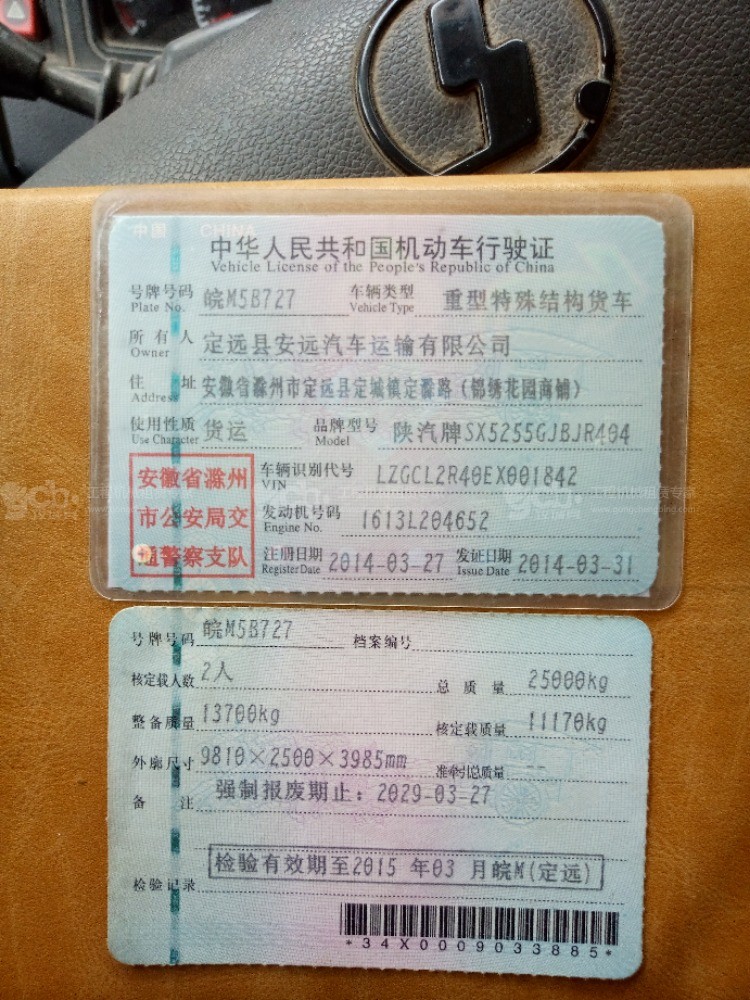 中国 CHINA
中华人民共和国机动车行驶证
Vehicle License of the People's Republic of China
号牌号码 皖M5B727 车辆类型 重型特殊结构货车
Plate No. Vehicle Type
所有人 定远县安远汽车运输有限公司
Owner
住址 安徽省滁州市定远县定城镇定滁路(锦绣花园商铺)
Address
使用性质 货运 品牌型号 陕汽牌SX5255GJBJR404
Use Character Model
安徽省滁州
市公安局交
通警察支队
车辆识别代号 LZGCL2R40EX001842
VIN
发动机号码 1613L204652
Engine No.
注册日期 2014-03-27 发证日期 2014-03-31
Register Date Issue Date
号牌号码 皖M5B727 档案编号
核定载人数 2人 总质量 25000kg
整备质量 13700kg 核定载质量 11170kg
外廓尺寸 9810×2500×3985mm 准牵引总质量 --
备注 强制报废期止：2029-03-27
检验记录 检验有效期至2015 年03 月皖M(定远)
*34X0009033885*